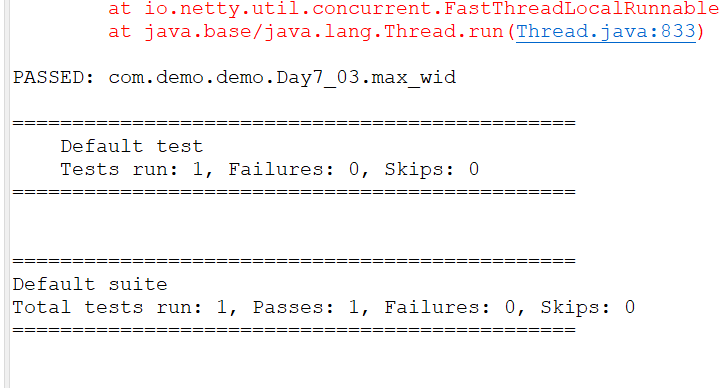 at io.netty.util.concurrent.FastThreadLocalRunnable
at java.base/java.lang.Thread.run(Thread.java:833)
PASSED: com.demo.demo.Day7_03.max_wid
===============================================
Default test
Tests run: 1, Failures: 0, Skips: 0
===============================================
===============================================
Default suite
Total tests run: 1, Passes: 1, Failures: 0, Skips: 0
===============================================